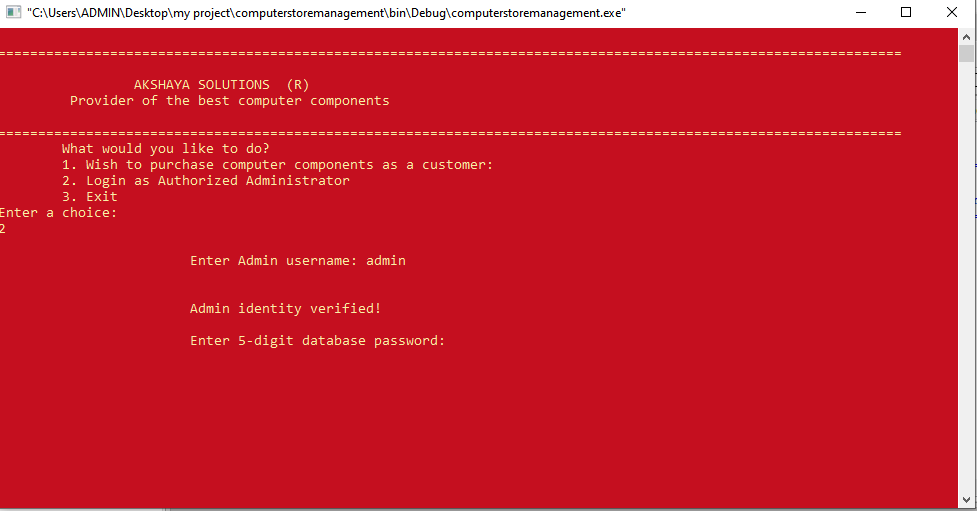 "C:\Users\ADMIN\Desktop\my project\computerstoremanagement\bin\Debug\computerstoremanagement.exe"
=================================================================================================================
AKSHAYA SOLUTIONS (R)
Provider of the best computer components
=================================================================================================================
What would you like to do?
1. Wish to purchase computer components as a customer:
2. Login as Authorized Administrator
3. Exit
Enter a choice:
2
Enter Admin username: admin
Admin identity verified!
Enter 5-digit database password: